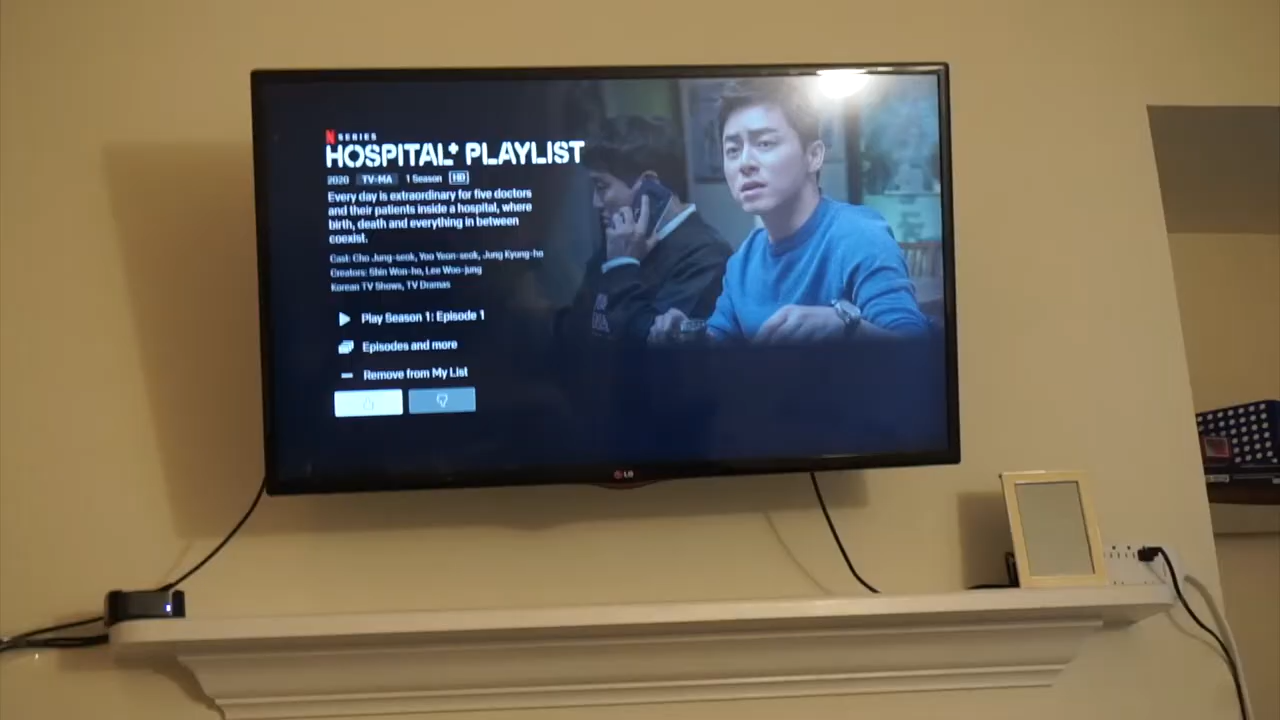 N SERIES
HOSPITAL+ PLAYLIST
2020 TV-MA 1 Season HD
Every day is extraordinary for five doctors
and their patients inside a hospital, where
birth, death and everything in between
coexist.
Cast: Cho Jung-seok, Yoo Yeon-seok, Jung Kyung-ho
Creators: Shin Won-ho, Lee Woo-jung
Korean TV Shows, TV Dramas
Play Season 1: Episode 1
Episodes and more
Remove from My List
LG